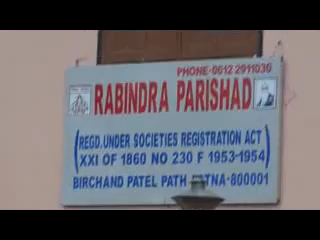 PHONE-0612 2911030
RABINDRA PARISHAD
(REGD.UNDER SOCIETIES REGISTRATION ACT
XXI OF 1860 NO 230 F 1953-1954)
BIRCHAND PATEL PATH PATNA-800001